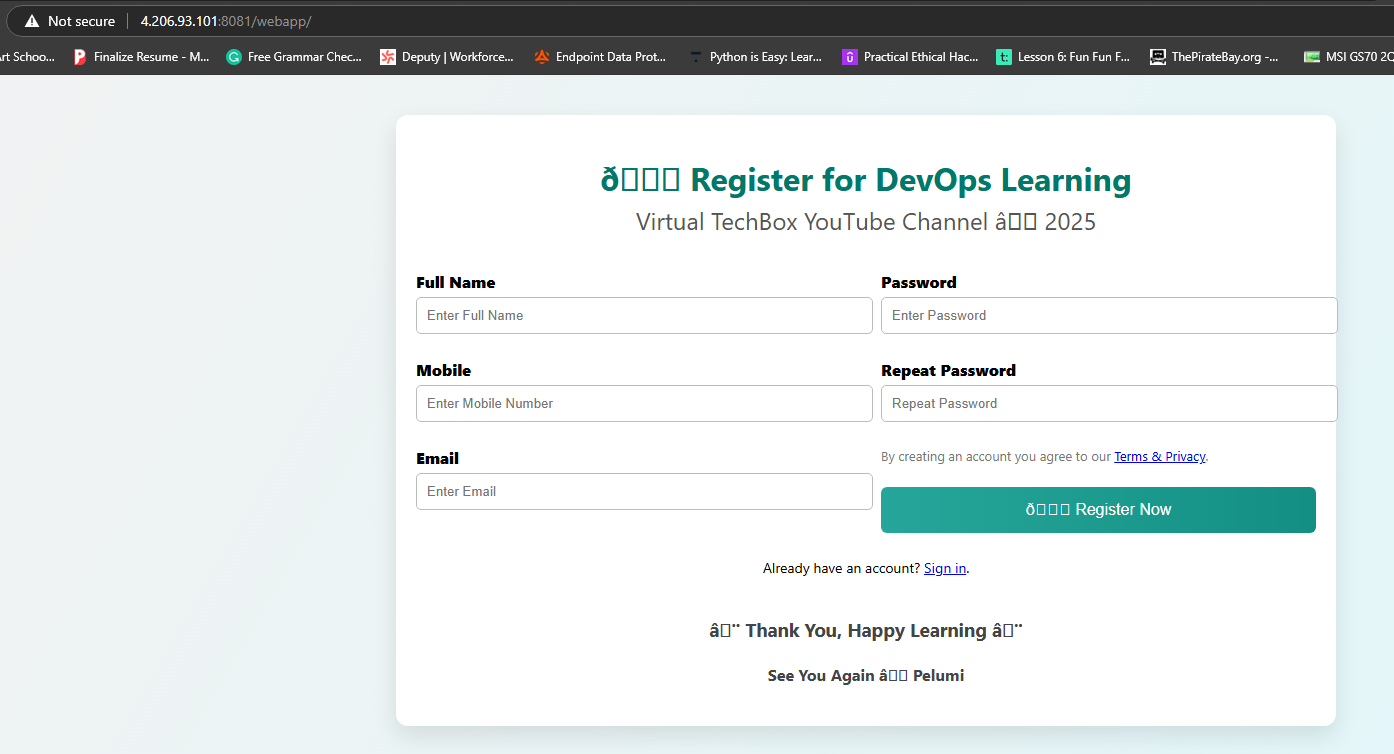 Not secure 4.206.93.101:8081/webapp/
Art Schoo... Finalize Resume - M... Free Grammar Chec... Deputy | Workforce... Endpoint Data Prot... Python is Easy: Lear... Practical Ethical Hac... Lesson 6: Fun Fun F... ThePirateBay.org -... MSI GS70 2Q
ð□□□ Register for DevOps Learning
Virtual TechBox YouTube Channel â□□ 2025
Full Name Password
Enter Full Name Enter Password
Mobile Repeat Password
Enter Mobile Number Repeat Password
Email By creating an account you agree to our Terms & Privacy.
Enter Email ð□□□ Register Now
Already have an account? Sign in.
â□¨ Thank You, Happy Learning â□¨
See You Again â□□ Pelumi